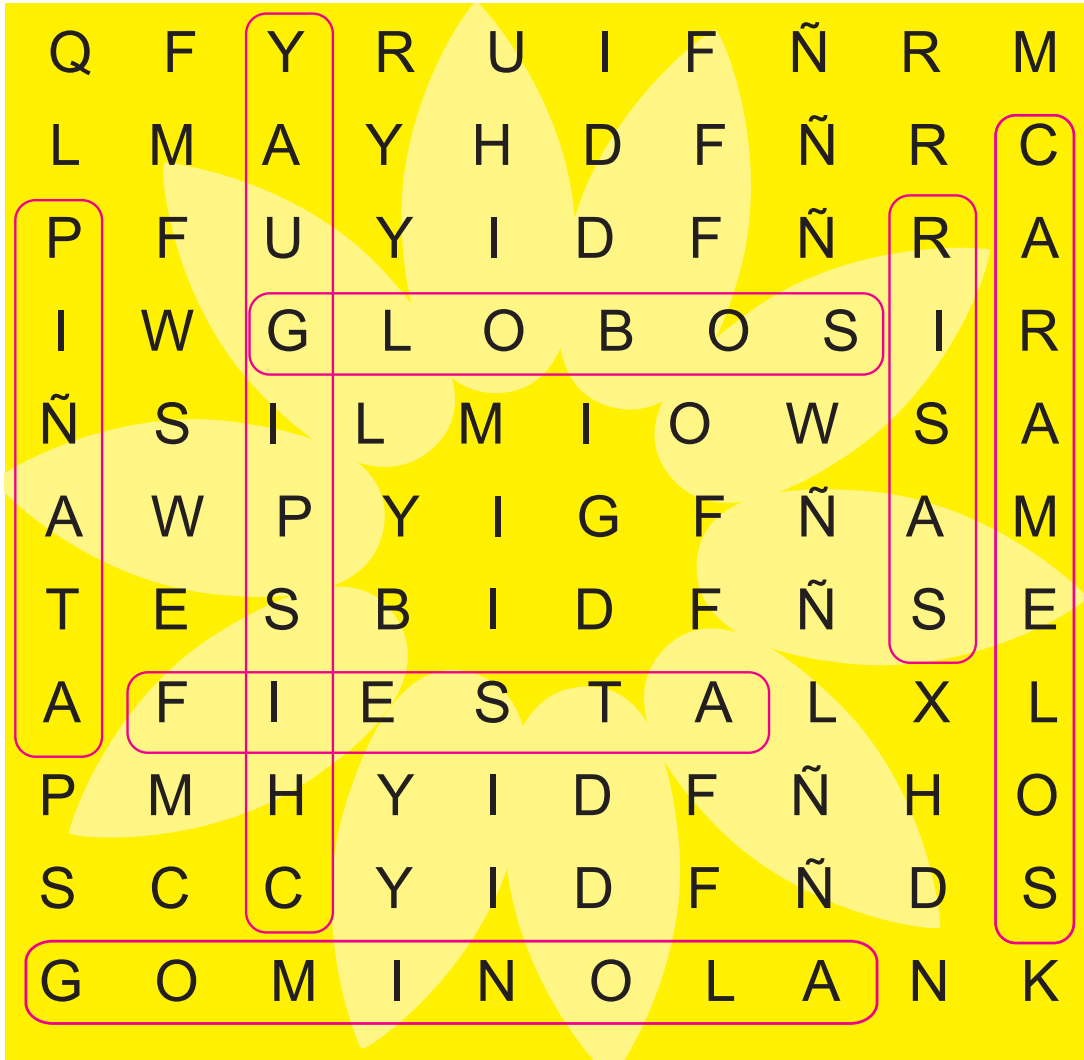 Q F Y R U I F Ñ R M
L M A Y H D F Ñ R C
P F U Y I D F Ñ R A
I W G L O B O S I R
Ñ S I L M I O W S A
A W P Y I G F Ñ A M
T E S B I D F Ñ S E
A F I E S T A L X L
P M H Y I D F Ñ H O
S C C Y I D F Ñ D S
G O M I N O L A N K